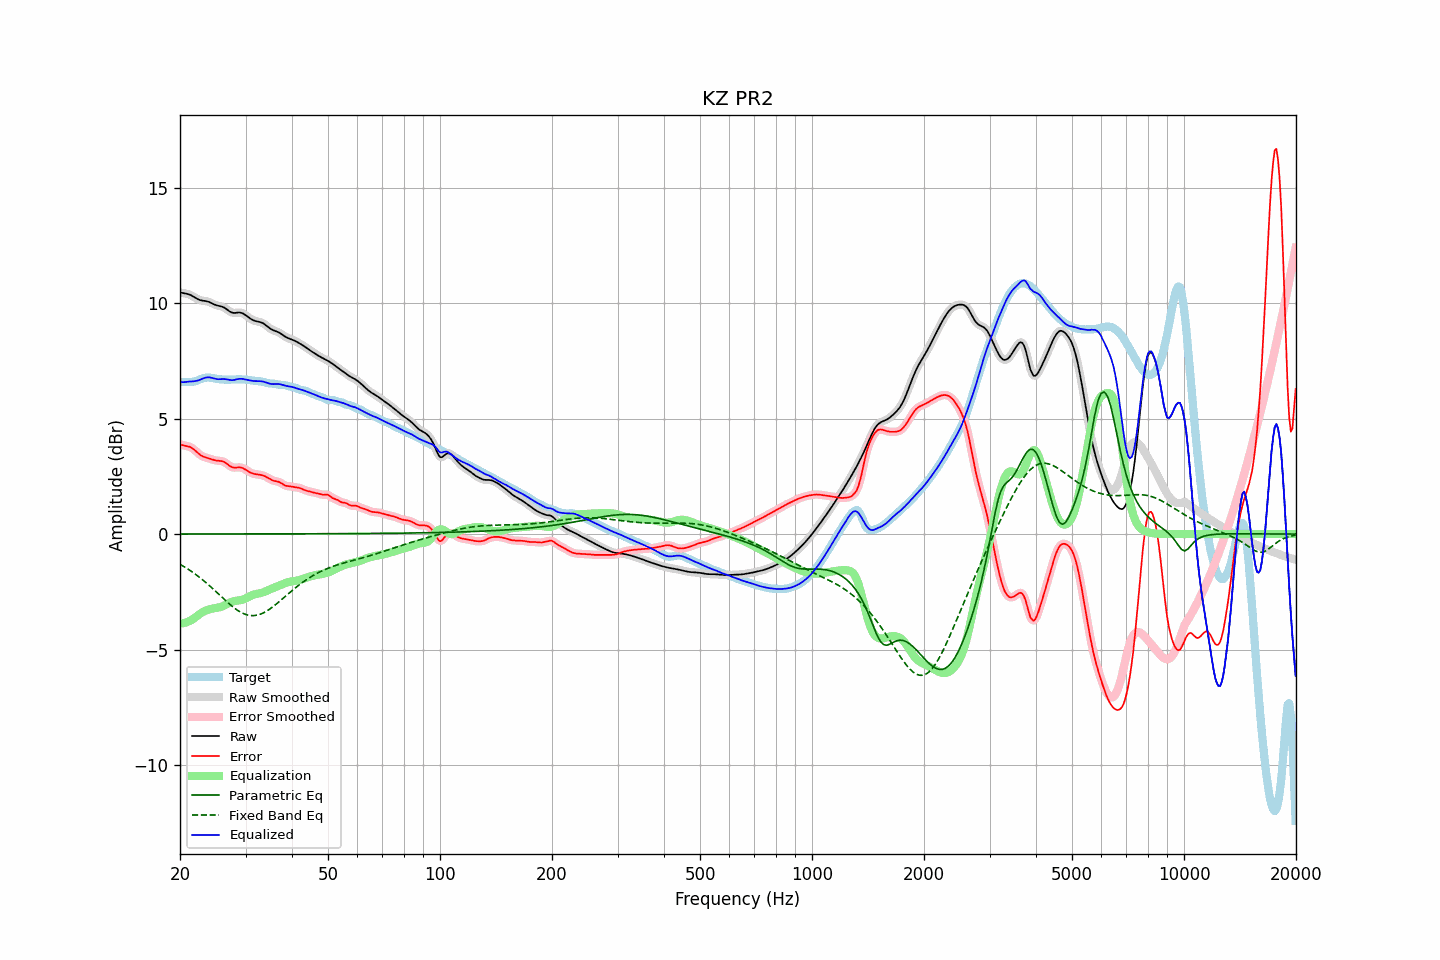 KZ PR2
Amplitude (dBr)
15
10
5
0
−5
−10
Target
Raw Smoothed
Error Smoothed
Raw
Error
Equalization
Parametric Eq
Fixed Band Eq
Equalized
20 50 100 200 500 1000 2000 5000 10000 20000
Frequency (Hz)